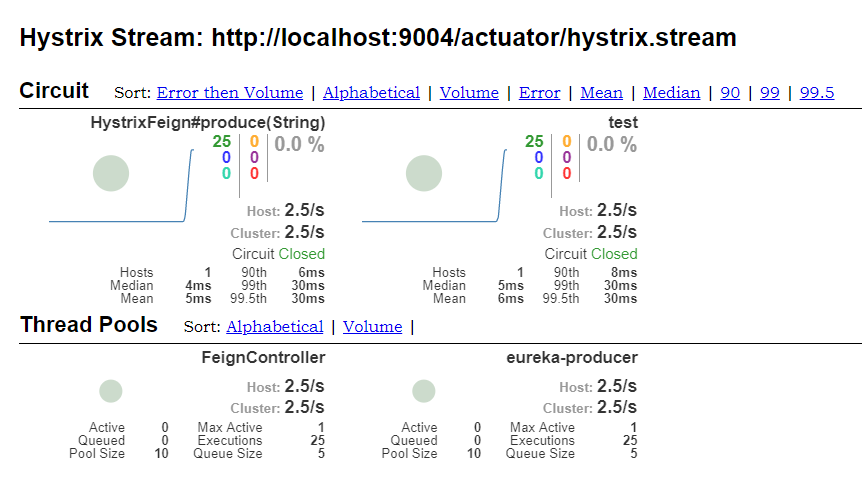 Hystrix Stream: http://localhost:9004/actuator/hystrix.stream
Circuit Sort: Error then Volume | Alphabetical | Volume | Error | Mean | Median | 90 | 99 | 99.5
HystrixFeign#produce(String)
25 0 0.0 %
0 0
0 0
Host: 2.5/s
Cluster: 2.5/s
Circuit Closed
Hosts 1 90th 6ms
Median 4ms 99th 30ms
Mean 5ms 99.5th 30ms
test
25 0 0.0 %
0 0
0 0
Host: 2.5/s
Cluster: 2.5/s
Circuit Closed
Hosts 1 90th 8ms
Median 5ms 99th 30ms
Mean 6ms 99.5th 30ms
Thread Pools Sort: Alphabetical | Volume |
FeignController
Host: 2.5/s
Cluster: 2.5/s
Active 0 Max Active 1
Queued 0 Executions 25
Pool Size 10 Queue Size 5
eureka-producer
Host: 2.5/s
Cluster: 2.5/s
Active 0 Max Active 1
Queued 0 Executions 25
Pool Size 10 Queue Size 5